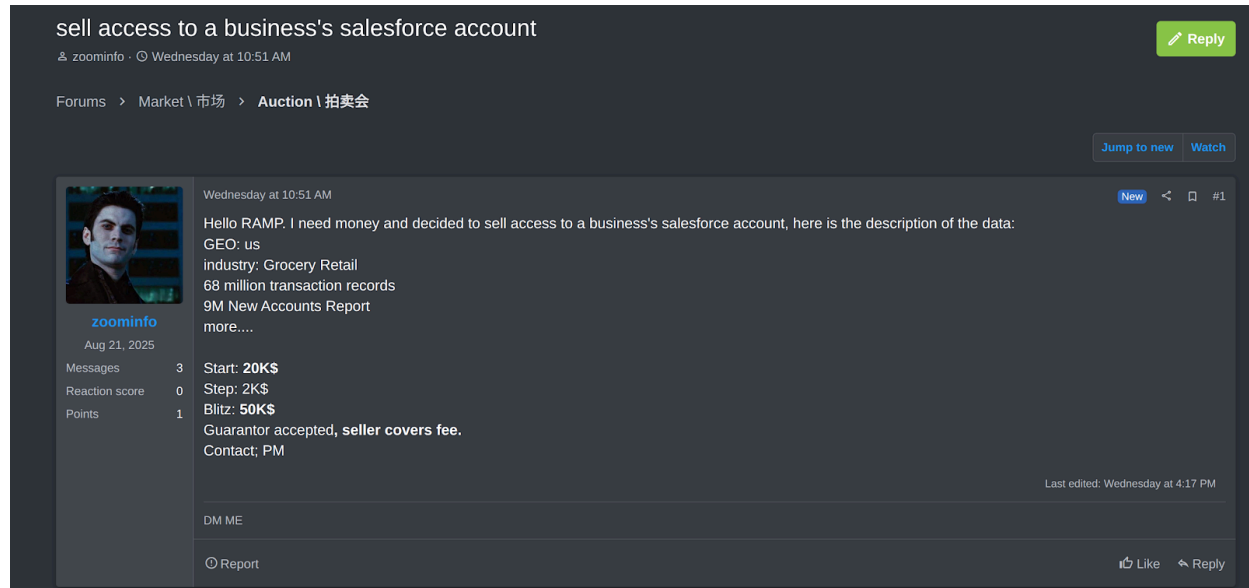 sell access to a business's salesforce account
zoominfo · Wednesday at 10:51 AM
Reply
Forums > Market \ 市场 > Auction \ 拍卖会
Jump to new Watch
Wednesday at 10:51 AM
New #1
Hello RAMP. I need money and decided to sell access to a business's salesforce account, here is the description of the data:
GEO: us
industry: Grocery Retail
68 million transaction records
9M New Accounts Report
more....
Start: 20K$
Step: 2K$
Blitz: 50K$
Guarantor accepted, seller covers fee.
Contact; PM
zoominfo
Aug 21, 2025
Messages 3
Reaction score 0
Points 1
Last edited: Wednesday at 4:17 PM
DM ME
Report
Like Reply